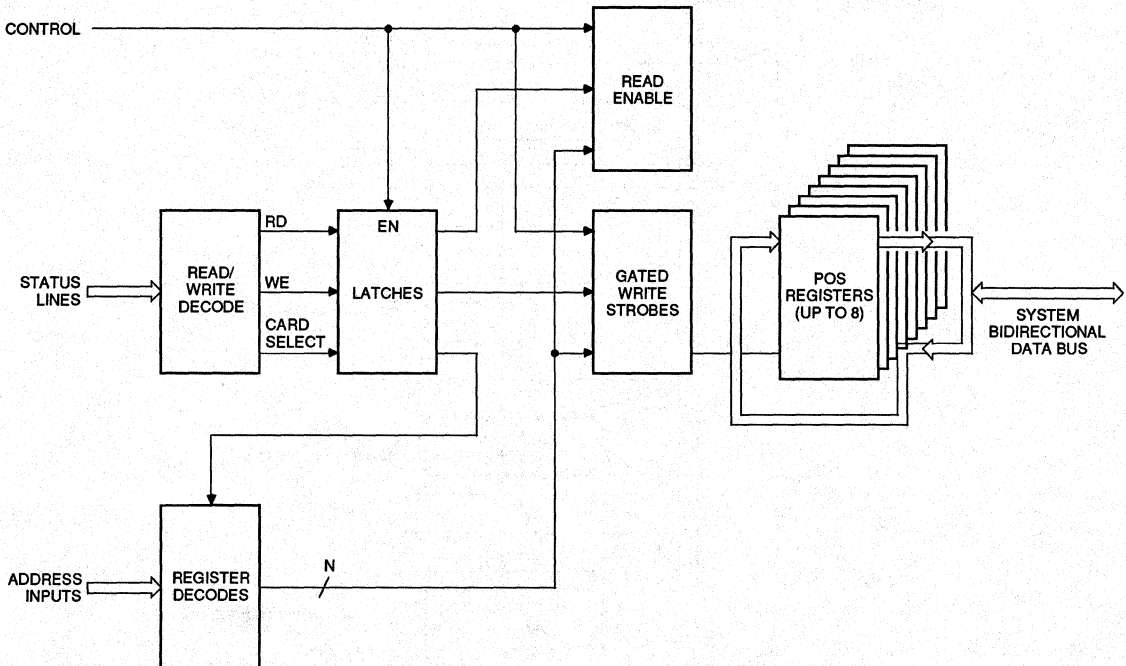 CONTROL
READ
ENABLE
RD
EN
READ/
WRITE
DECODE
WE
LATCHES
CARD
SELECT
STATUS
LINES
GATED
WRITE
STROBES
POS
REGISTERS
(UP TO 8)
SYSTEM
BIDIRECTIONAL
DATA BUS
N
ADDRESS
INPUTS
REGISTER
DECODES